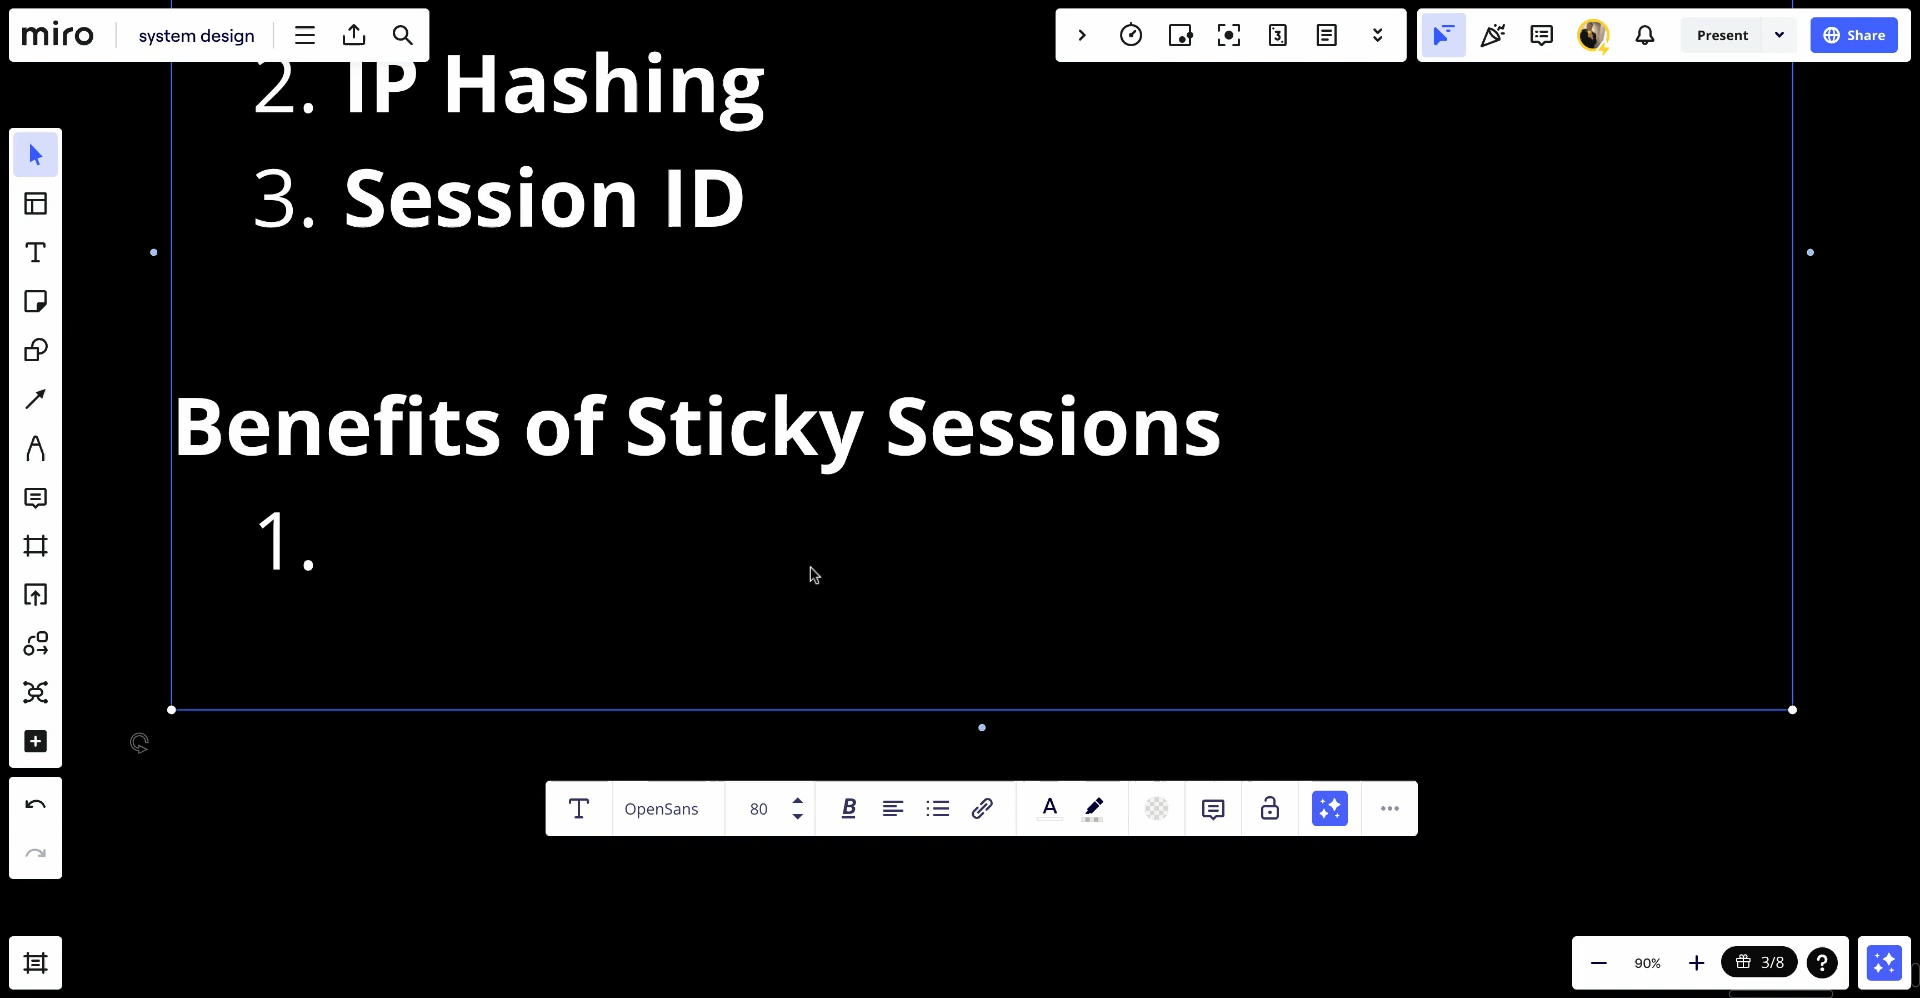 miro
system design
Present
Share
2. IP Hashing
3. Session ID
Benefits of Sticky Sessions
1.
OpenSans
80
B
A
90%
3/8
?